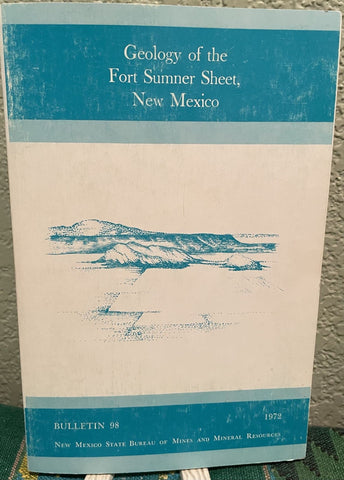 Geology of the
Fort Sumner Sheet,
New Mexico
BULLETIN 98 1972
NEW MEXICO STATE BUREAU OF MINES AND MINERAL RESOURCES